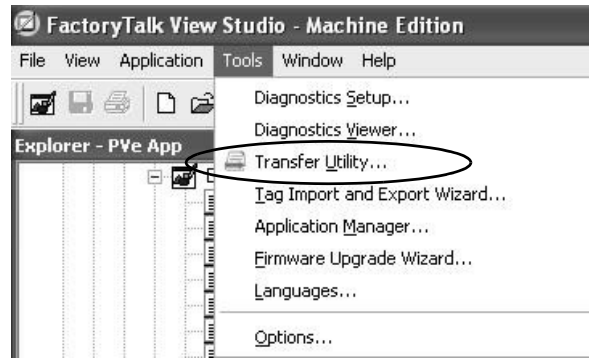 FactoryTalk View Studio - Machine Edition
File View Application Tools Window Help
Diagnostics Setup...
Diagnostics Viewer...
Explorer - PVe App
Transfer Utility...
Tag Import and Export Wizard...
Application Manager...
Firmware Upgrade Wizard...
Languages...
Options...